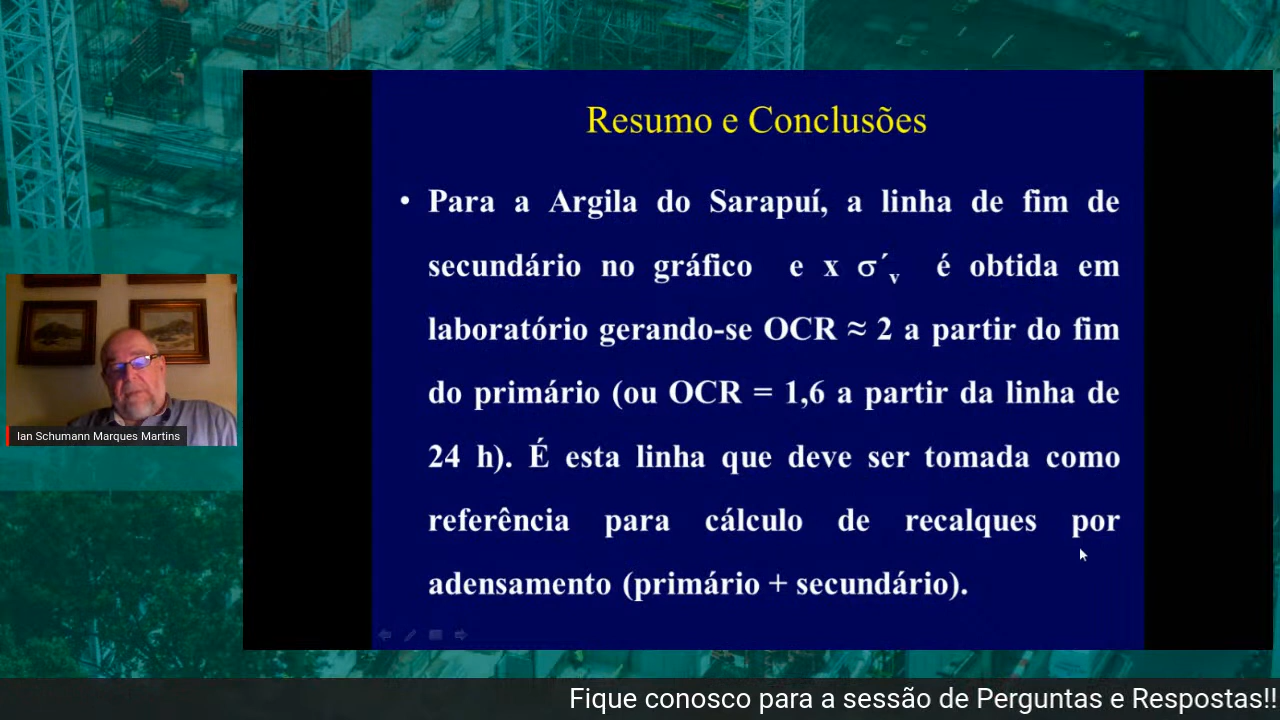 Resumo e Conclusões
• Para a Argila do Sarapuí, a linha de fim de
secundário no gráfico e x σ´v é obtida em
laboratório gerando-se OCR ≈ 2 a partir do fim
do primário (ou OCR = 1,6 a partir da linha de
24 h). É esta linha que deve ser tomada como
referência para cálculo de recalques por
adensamento (primário + secundário).
Ian Schumann Marques Martins
Fique conosco para a sessão de Perguntas e Respostas!!